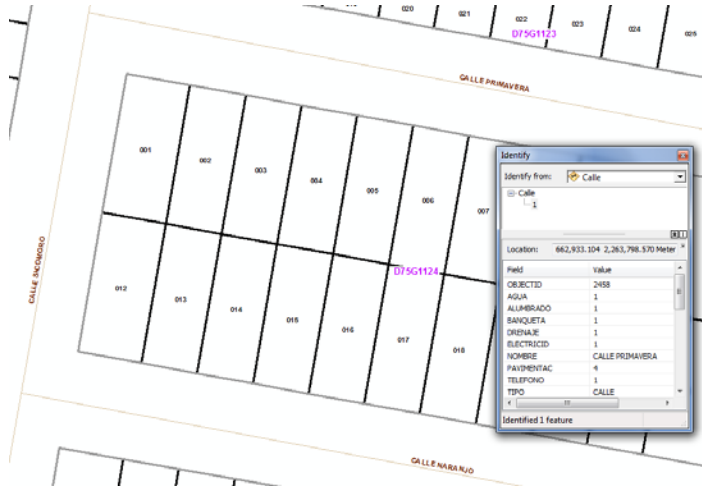 020
021
022
023
024
025
D75G1123
CALLE PRIMAVERA
001
002
003
004
005
006
007
D75G1124
012
013
014
015
016
017
018
CALLE SICOMORO
CALLE NARANJO
Identify
Identify from: Calle
Calle
1
Location: 662,933.104 2,263,798.570 Meter
Field Value
OBJECTID 2458
AGUA 1
ALUMBRADO 1
BANQUETA 1
DRENAJE 1
ELECTRICID 1
NOMBRE CALLE PRIMAVERA
PAVIMENTAC 4
TELEFONO 1
TIPO CALLE
Identified 1 feature